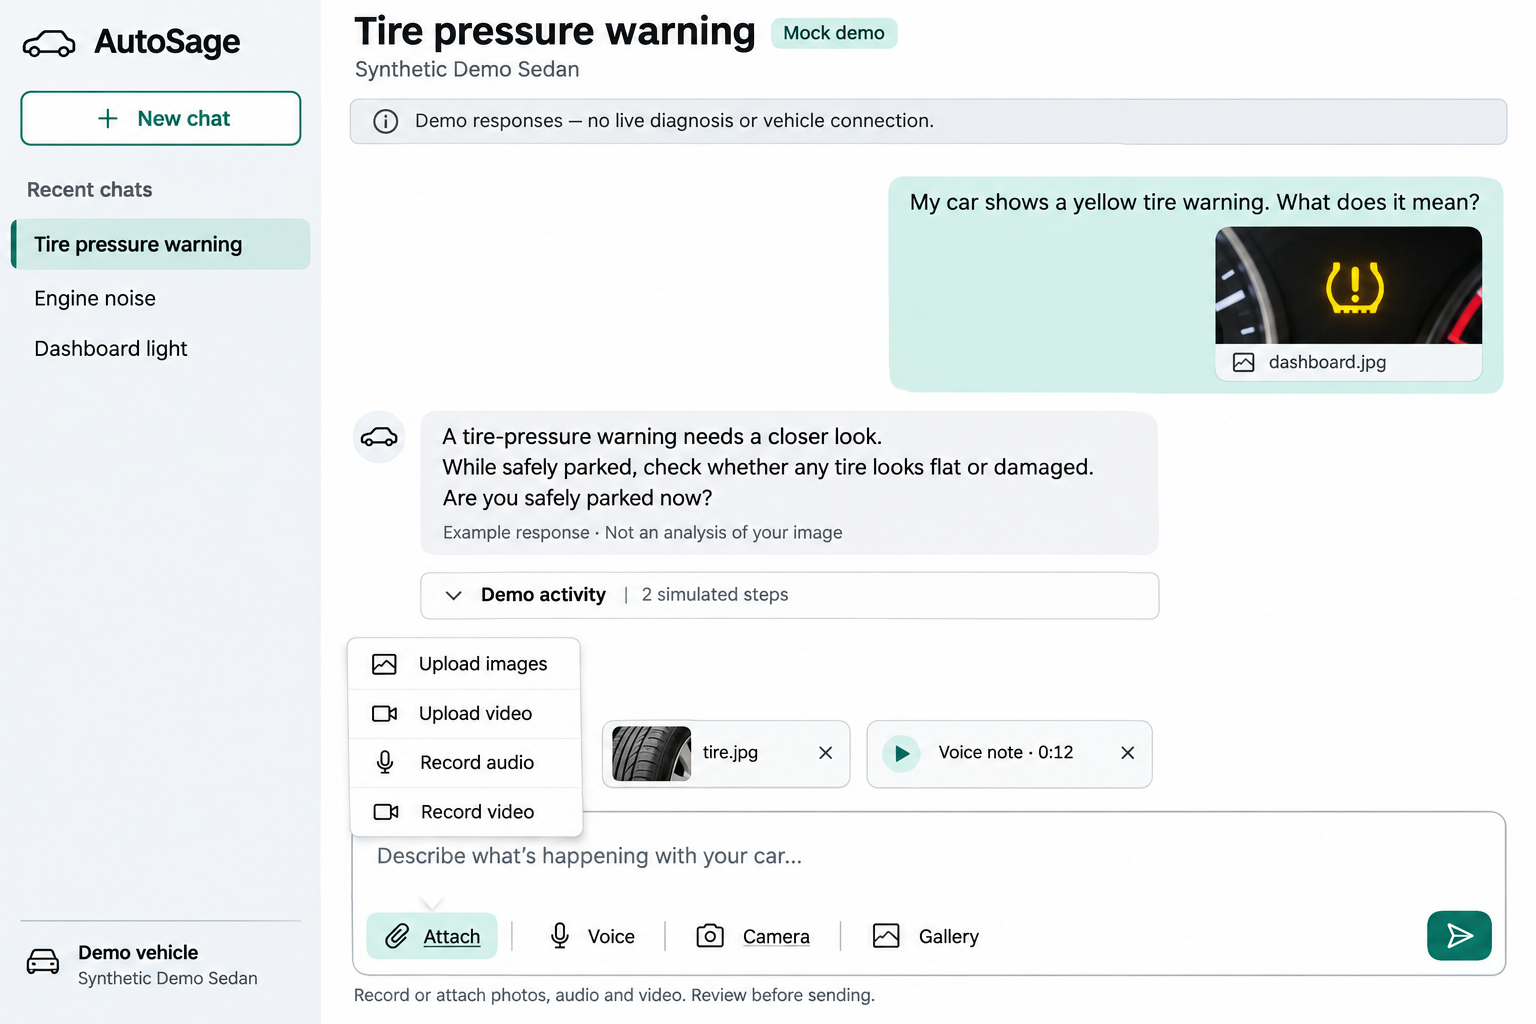 AutoSage
+ New chat
Recent chats
Tire pressure warning
Engine noise
Dashboard light
Demo vehicle
Synthetic Demo Sedan
Tire pressure warning
Mock demo
Synthetic Demo Sedan
Demo responses — no live diagnosis or vehicle connection.
My car shows a yellow tire warning. What does it mean?
dashboard.jpg
A tire-pressure warning needs a closer look.
While safely parked, check whether any tire looks flat or damaged.
Are you safely parked now?
Example response · Not an analysis of your image
Demo activity | 2 simulated steps
Upload images
Upload video
Record audio
Record video
tire.jpg
Voice note · 0:12
Describe what’s happening with your car...
Attach
Voice
Camera
Gallery
Record or attach photos, audio and video. Review before sending.